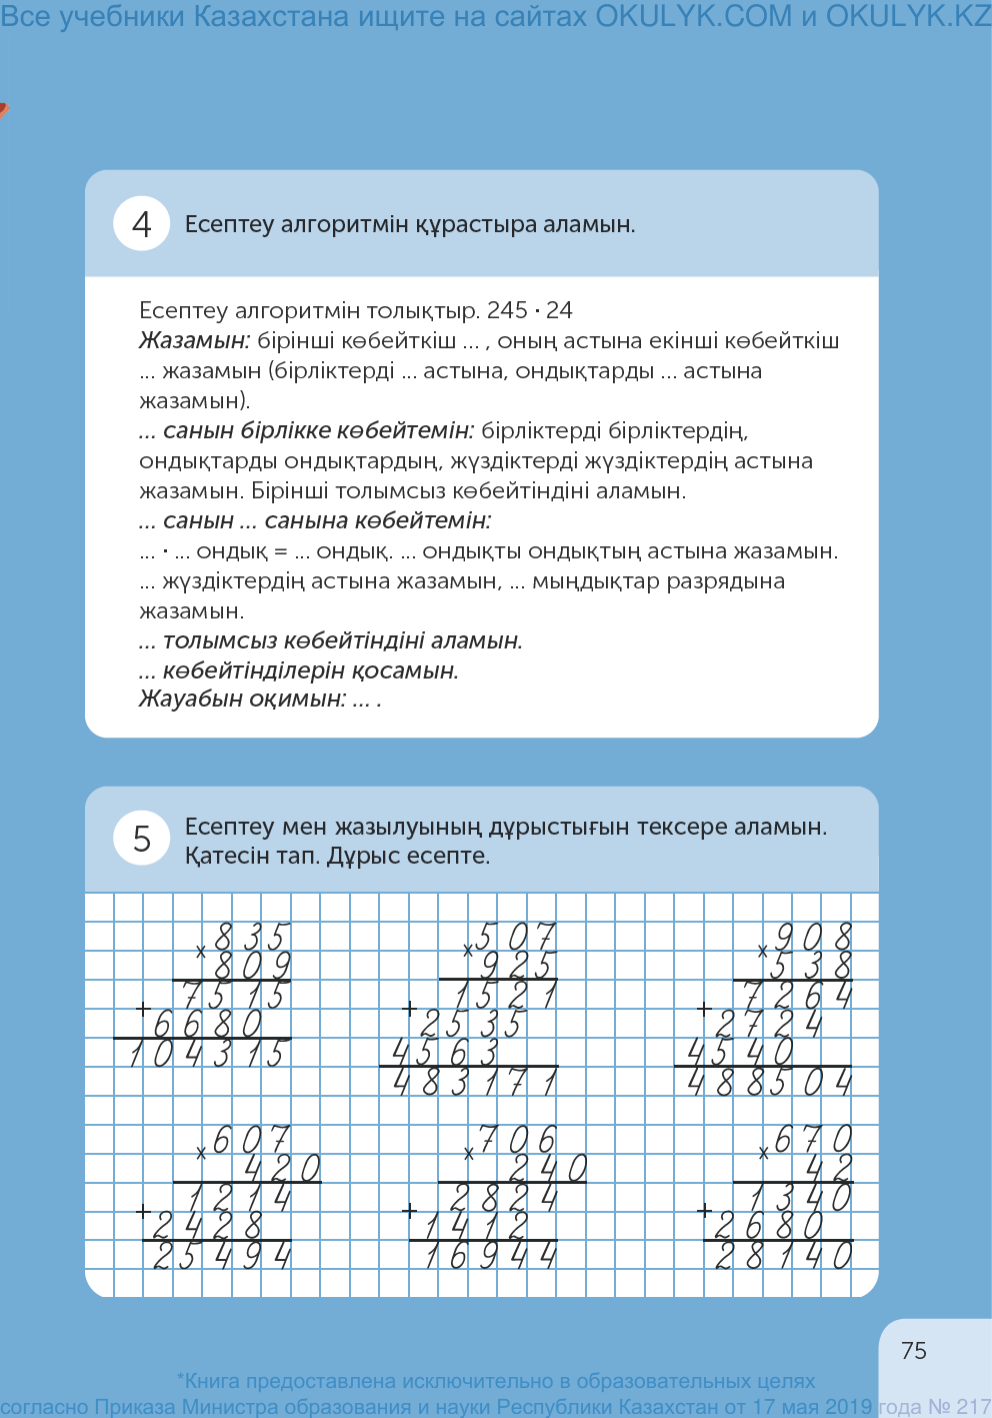 Все учебники Казахстана ищите на сайтах OKULYK.COM и OKULYK.KZ
4 Есептеу алгоритмін құрастыра аламын.
Есептеу алгоритмін толықтыр. 245 · 24
Жазамын: бірінші көбейткіш ... , оның астына екінші көбейткіш
... жазамын (бірліктерді ... астына, ондықтарды ... астына
жазамын).
... санын бірлікке көбейтемін: бірліктерді бірліктердің,
ондықтарды ондықтардың, жүздіктерді жүздіктердің астына
жазамын. Бірінші толымсыз көбейтіндіні аламын.
... санын ... санына көбейтемін:
... · ... ондық = ... ондық. ... ондықты ондықтың астына жазамын.
... жүздіктердің астына жазамын, ... мыңдықтар разрядына
жазамын.
... толымсыз көбейтіндіні аламын.
... көбейтінділерін қосамын.
Жауабын оқимын: ... .
5 Есептеу мен жазылуының дұрыстығын тексере аламын.
Қатесін тап. Дұрыс есепте.
× 835
809
7515
+ 6680
104315
× 507
925
1521
+ 2535
4563
483171
× 908
538
7264
+ 2724
4540
488504
× 607
420
1214
+ 2428
25494
× 706
240
2824
+ 1412
16944
× 670
42
1340
+ 2680
28140
75
*Книга предоставлена исключительно в образовательных целях
согласно Приказа Министра образования и науки Республики Казахстан от 17 мая 2019 года № 217